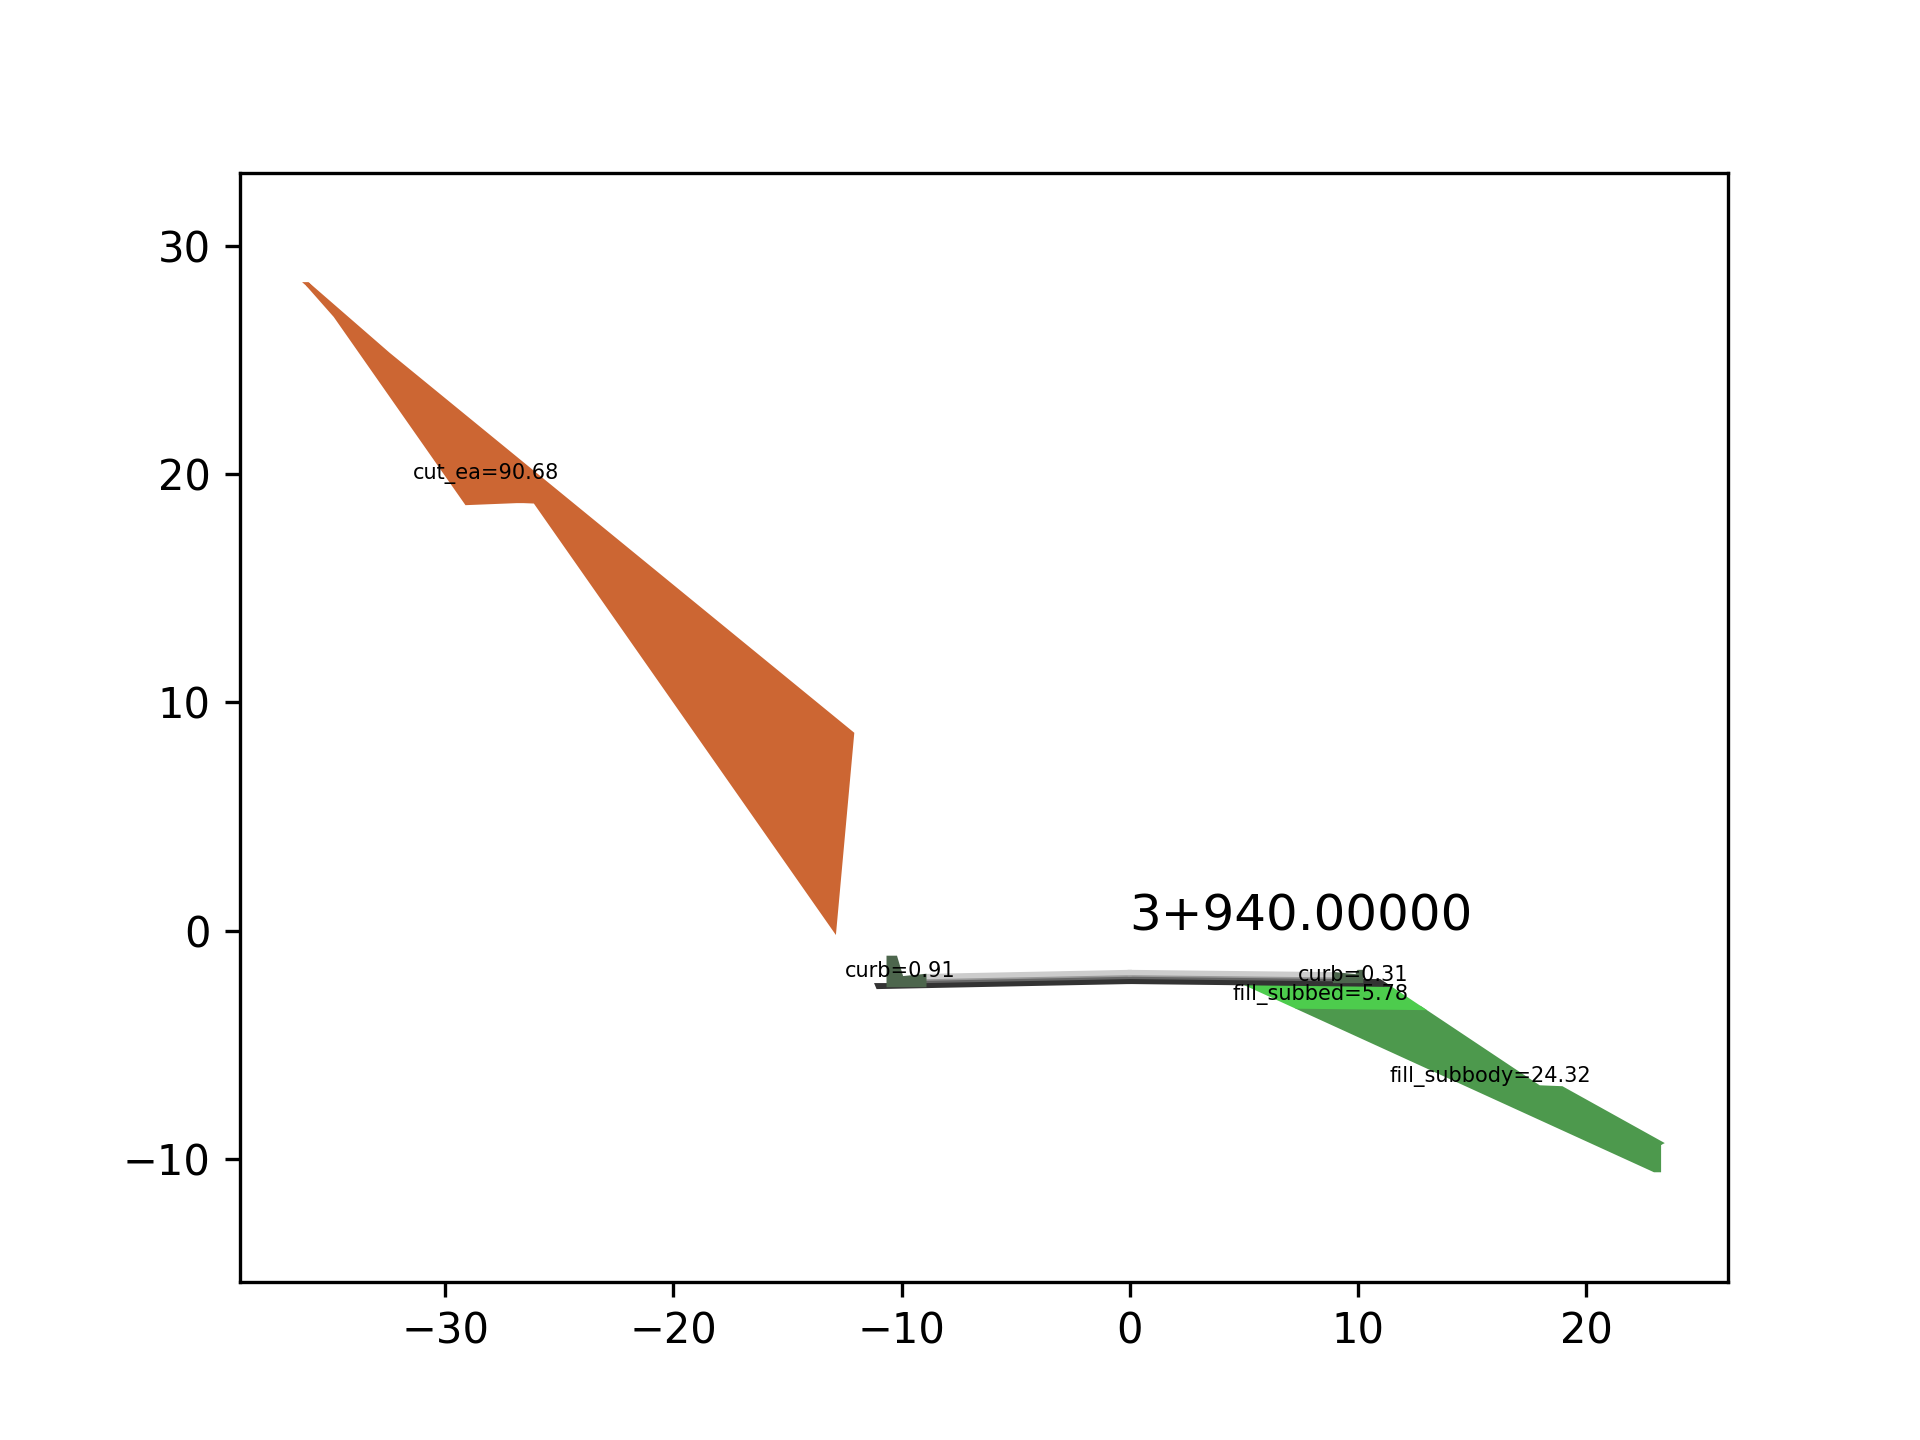 30
20
cut_ea=90.68
10
3+940.00000
0
curb=0.91
curb=0.31
fill_subbed=5.78
fill_subbody=24.32
−10
−30 −20 −10 0 10 20